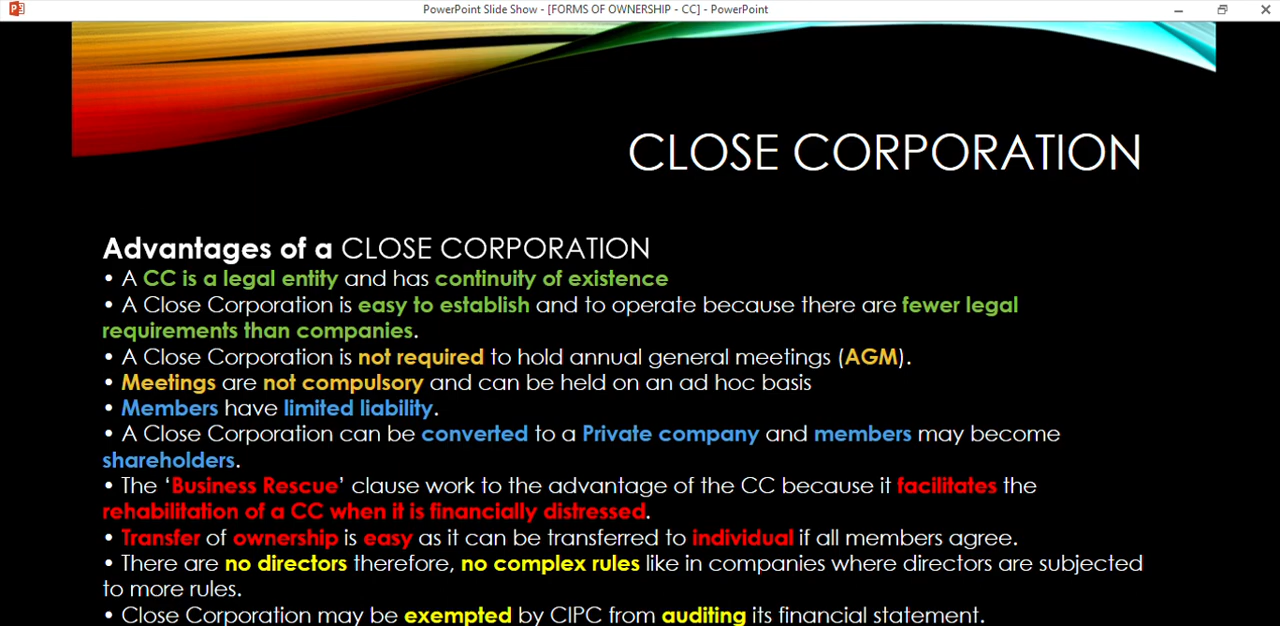 PowerPoint Slide Show - [FORMS OF OWNERSHIP - CC] - PowerPoint
CLOSE CORPORATION
Advantages of a CLOSE CORPORATION
• A CC is a legal entity and has continuity of existence
• A Close Corporation is easy to establish and to operate because there are fewer legal
requirements than companies.
• A Close Corporation is not required to hold annual general meetings (AGM).
• Meetings are not compulsory and can be held on an ad hoc basis
• Members have limited liability.
• A Close Corporation can be converted to a Private company and members may become
shareholders.
• The ‘Business Rescue’ clause work to the advantage of the CC because it facilitates the
rehabilitation of a CC when it is financially distressed.
• Transfer of ownership is easy as it can be transferred to individual if all members agree.
• There are no directors therefore, no complex rules like in companies where directors are subjected
to more rules.
• Close Corporation may be exempted by CIPC from auditing its financial statement.